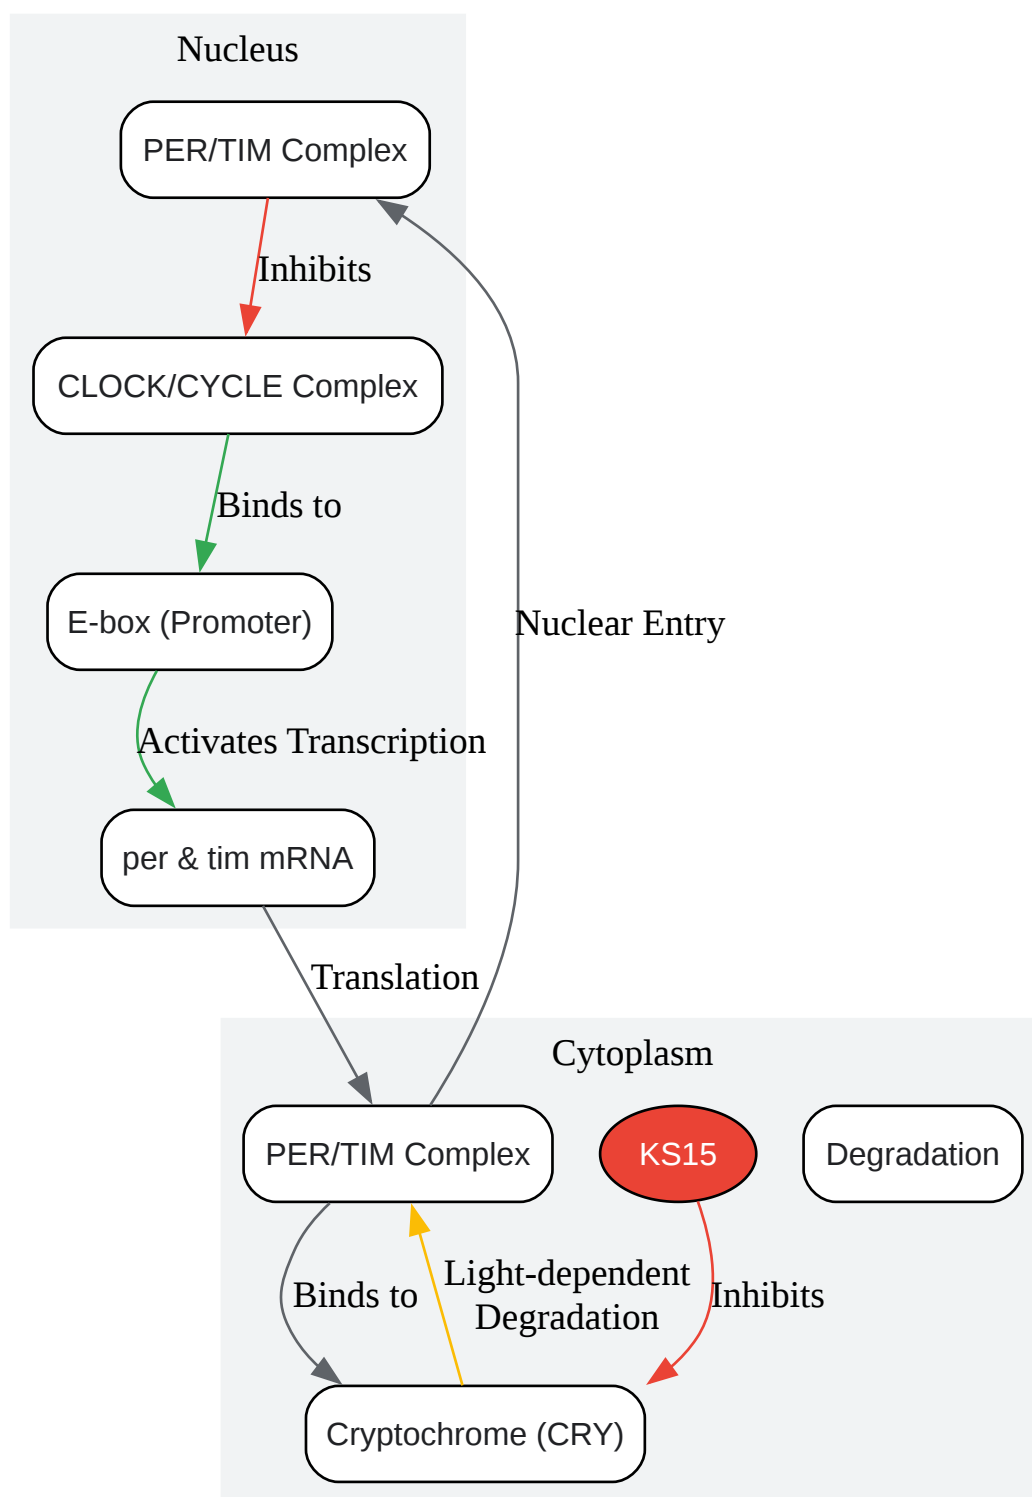 Nucleus
PER/TIM Complex
Inhibits
CLOCK/CYCLE Complex
Binds to
E-box (Promoter)
Nuclear Entry
Activates Transcription
per & tim mRNA
Translation
Cytoplasm
PER/TIM Complex
KS15
Degradation
Binds to
Light-dependent
Degradation
Inhibits
Cryptochrome (CRY)